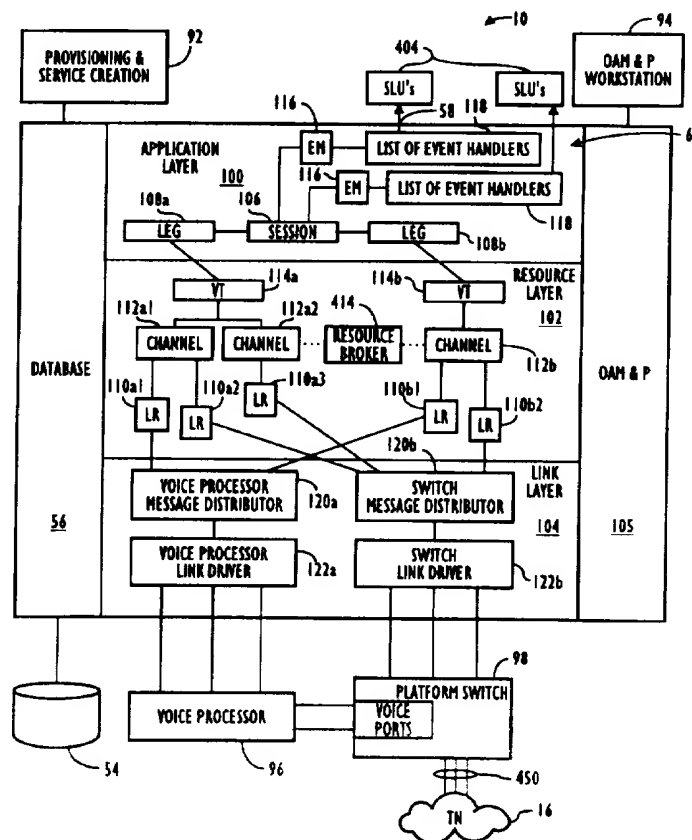 10
92
94
PROVISIONING &
SERVICE CREATION
404
OAM & P
WORKSTATION
SLU's
SLU's
116
58
118
6
APPLICATION
LAYER
EM
LIST OF EVENT HANDLERS
100
116
EM
LIST OF EVENT HANDLERS
108a
106
118
LEG
SESSION
LEG
108b
114a
114b
RESOURCE
LAYER
VT
VT
102
112a1
112a2
414
CHANNEL
CHANNEL
RESOURCE
BROKER
CHANNEL
112b
DATABASE
OAM & P
110a1
110a2
110a3
110b1
110b2
LR
LR
LR
LR
LR
120b
LINK
LAYER
VOICE PROCESSOR
MESSAGE DISTRIBUTOR
SWITCH
MESSAGE DISTRIBUTOR
56
120a
104
105
VOICE PROCESSOR
LINK DRIVER
SWITCH
LINK DRIVER
122a
122b
98
PLATFORM SWITCH
VOICE PROCESSOR
VOICE
PORTS
54
96
450
TN
16